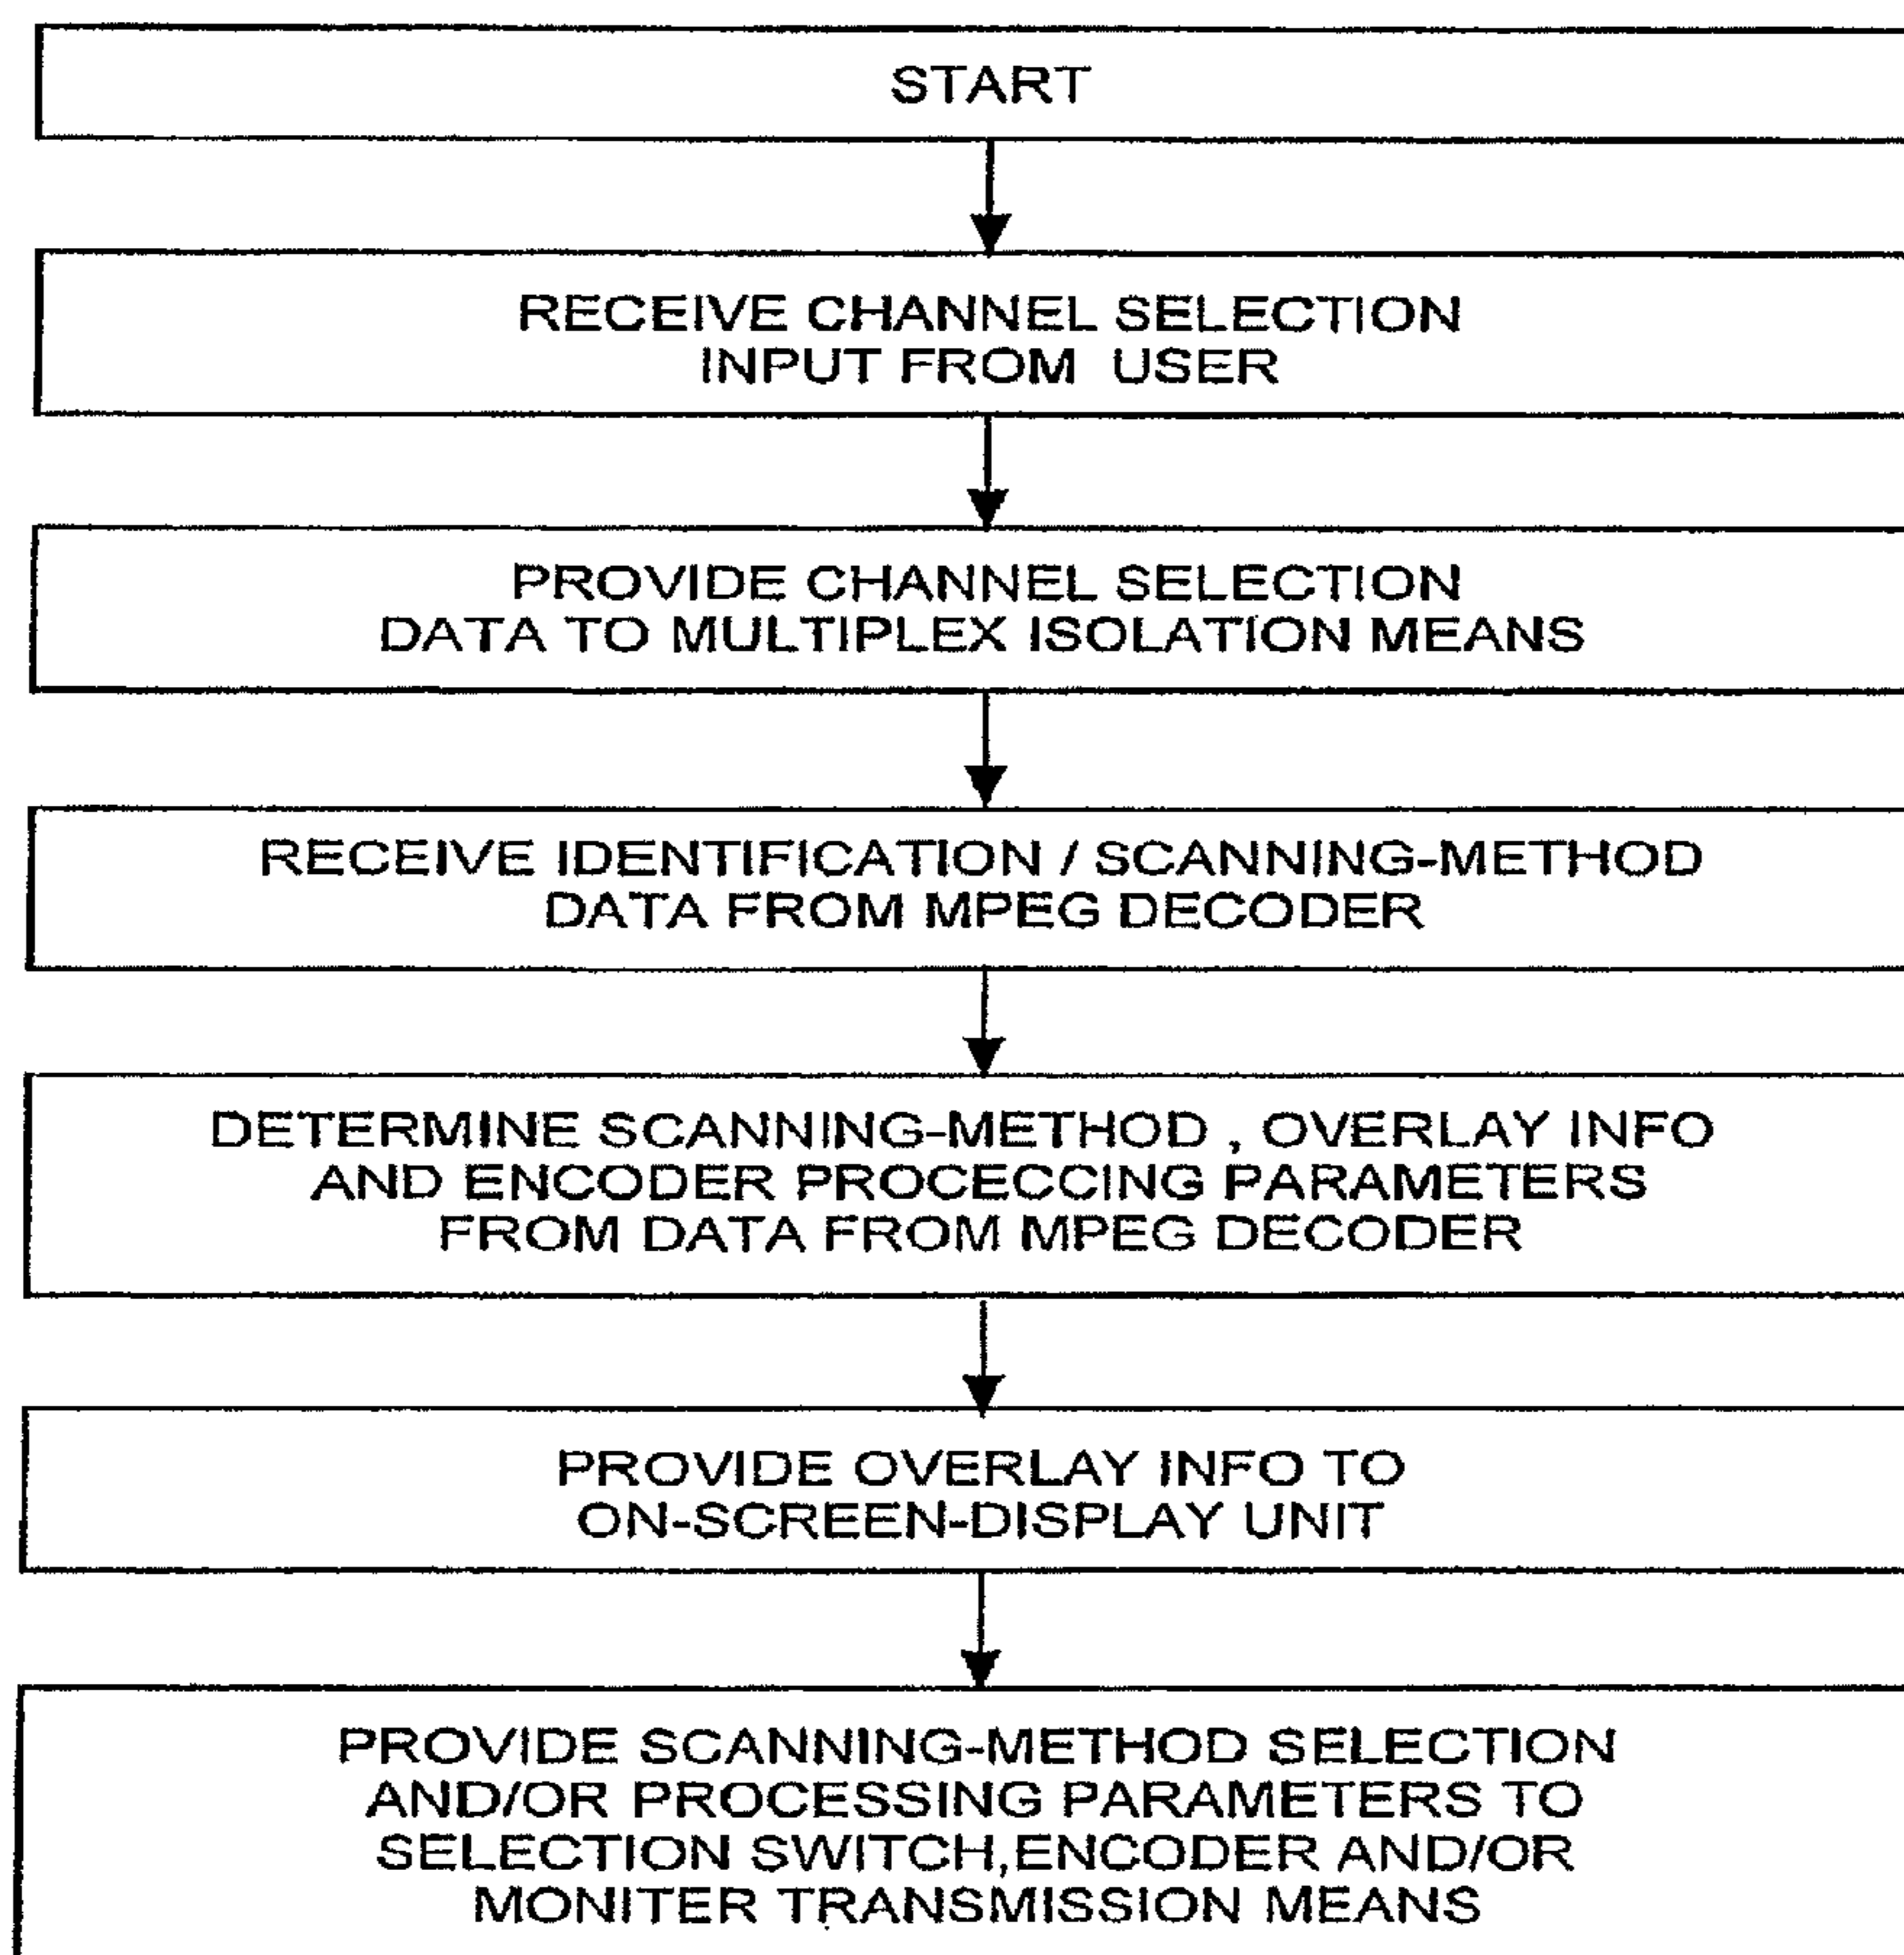 START
RECEIVE CHANNEL SELECTION
INPUT FROM USER
PROVIDE CHANNEL SELECTION
DATA TO MULTIPLEX ISOLATION MEANS
RECEIVE IDENTIFICATION / SCANNING-METHOD
DATA FROM MPEG DECODER
DETERMINE SCANNING-METHOD , OVERLAY INFO
AND ENCODER PROCECCING PARAMETERS
FROM DATA FROM MPEG DECODER
PROVIDE OVERLAY INFO TO
ON-SCREEN-DISPLAY UNIT
PROVIDE SCANNING-METHOD SELECTION
AND/OR PROCESSING PARAMETERS TO
SELECTION SWITCH,ENCODER AND/OR
MONITER TRANSMISSION MEANS